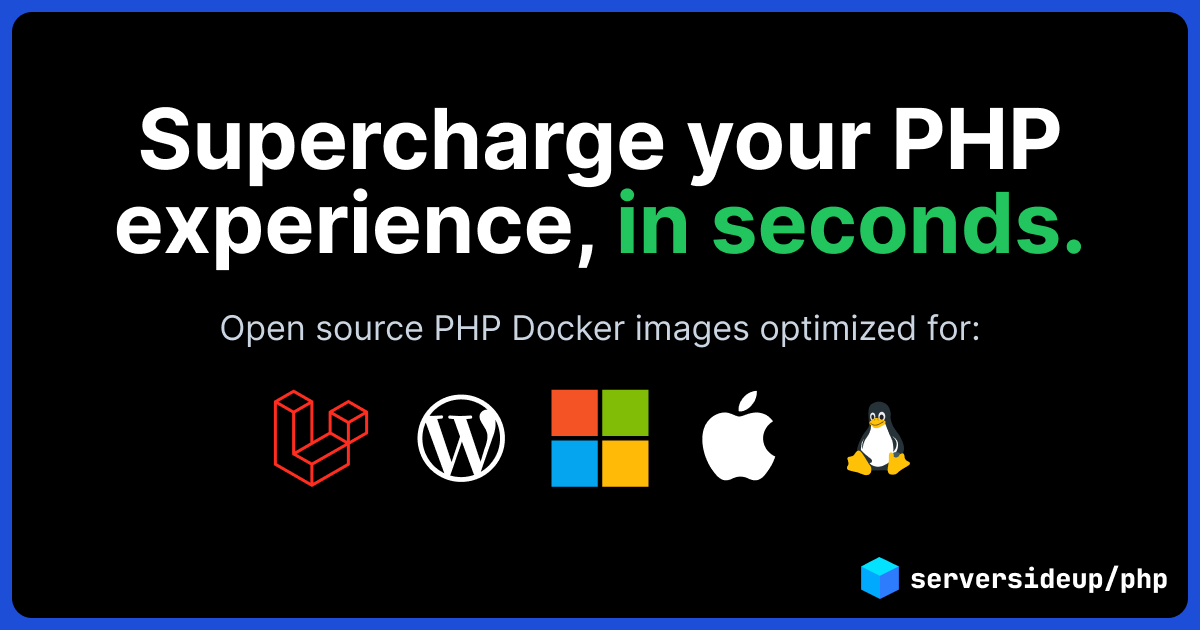 Supercharge your PHP
experience, in seconds.
Open source PHP Docker images optimized for:
serversideup/php